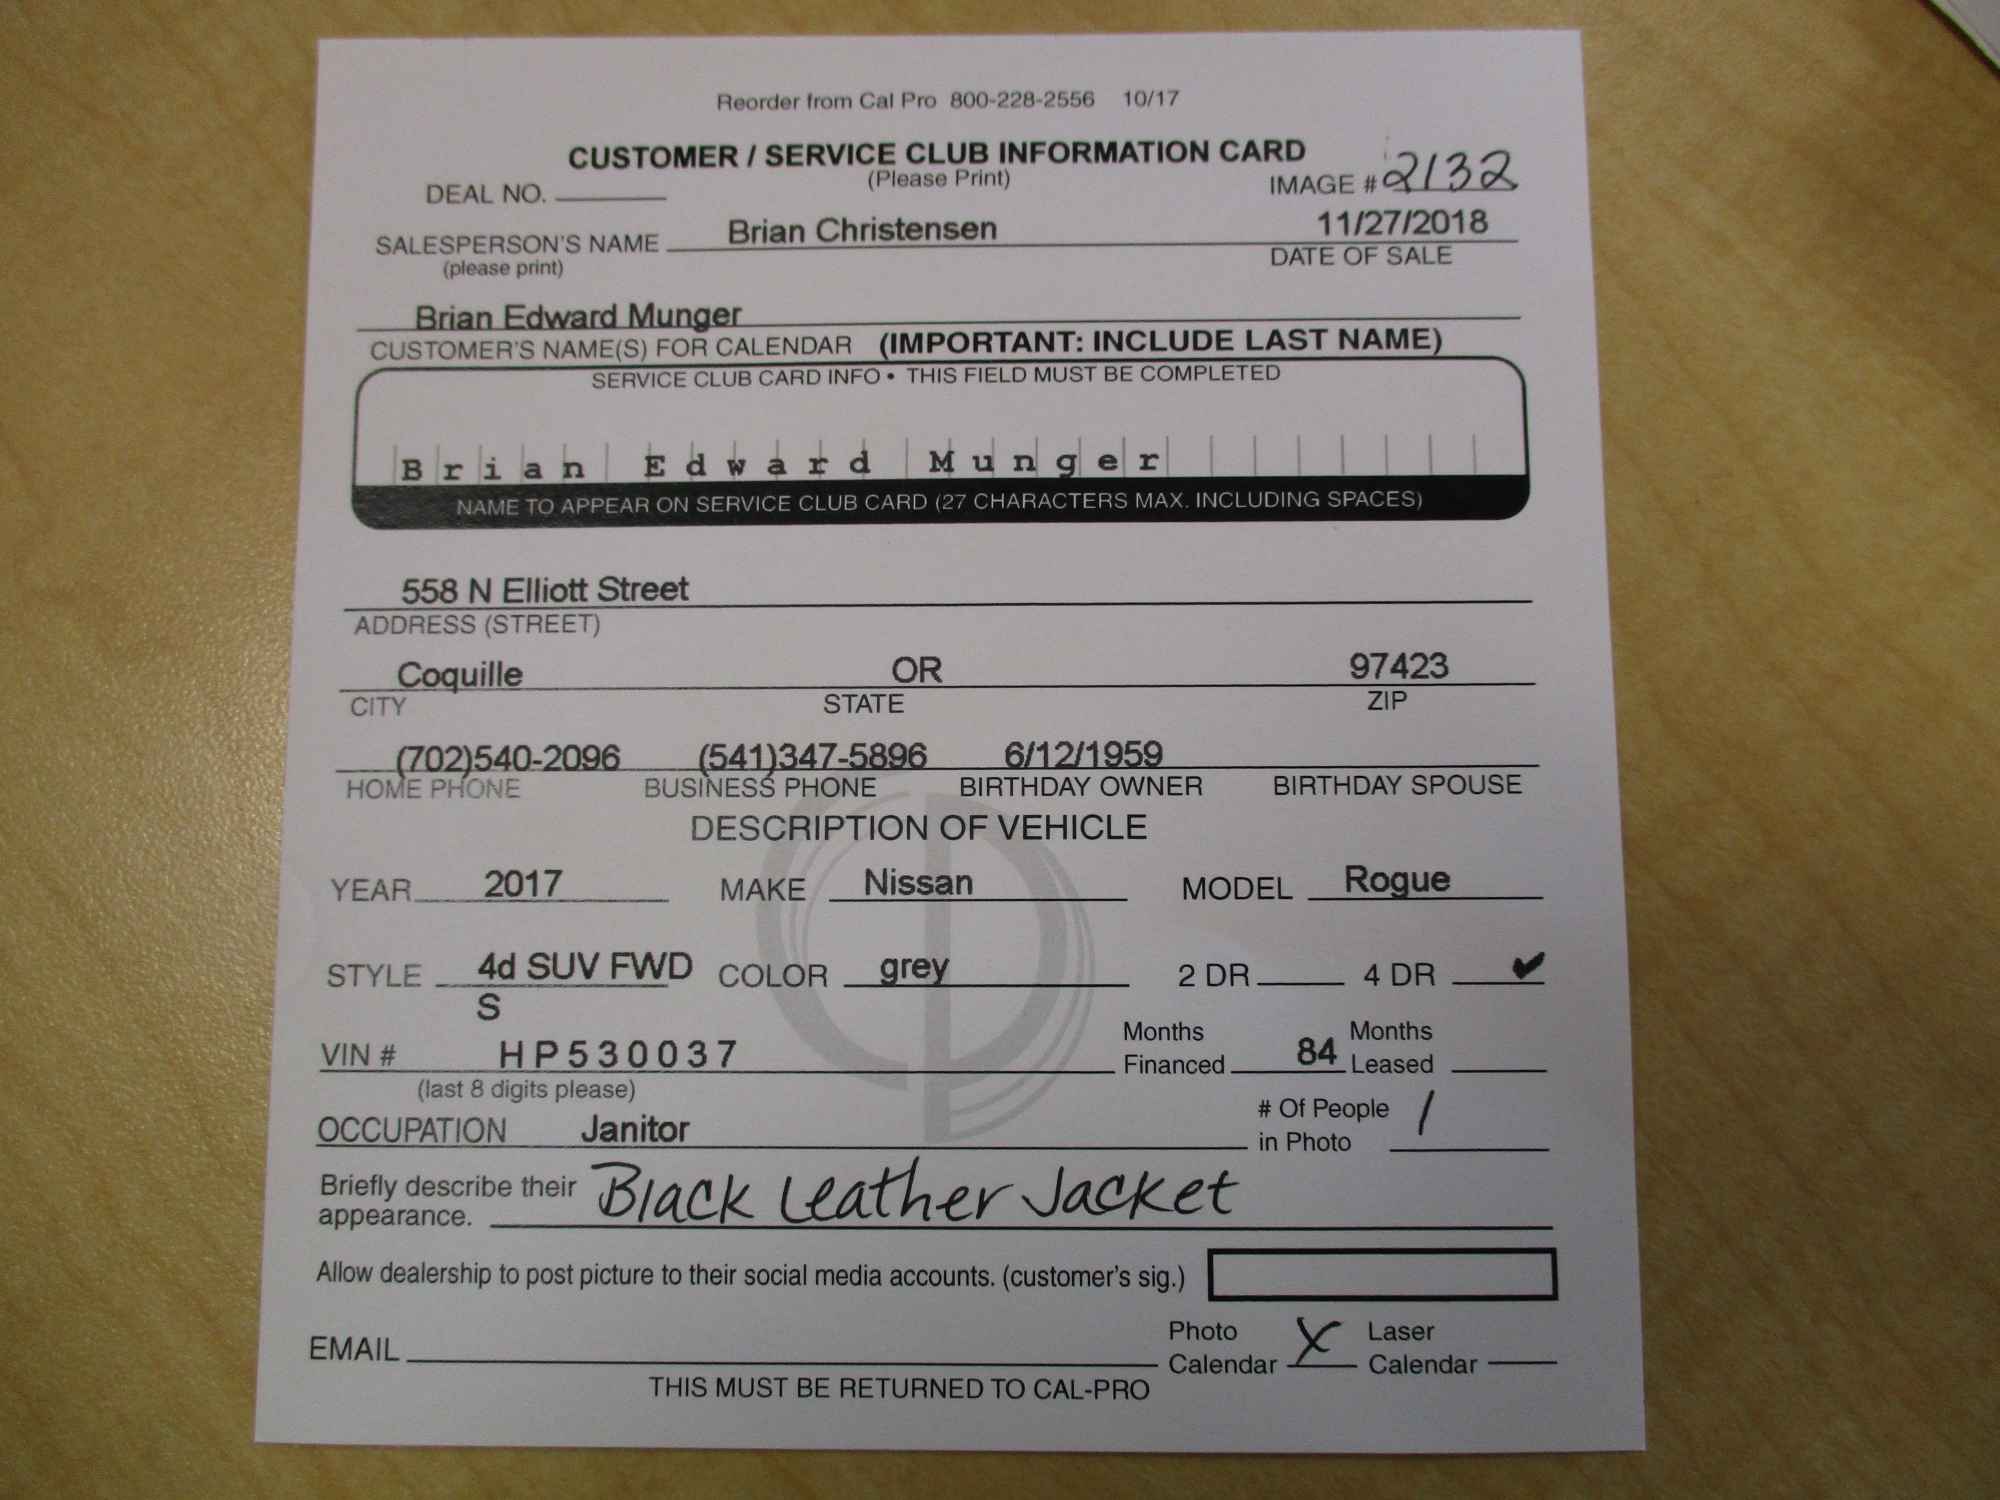 Reorder from Cal Pro 800-228-2556 10/17
CUSTOMER / SERVICE CLUB INFORMATION CARD
(Please Print)
DEAL NO. IMAGE # 2132
SALESPERSON'S NAME Brian Christensen 11/27/2018
(please print) DATE OF SALE
Brian Edward Munger
CUSTOMER'S NAME(S) FOR CALENDAR (IMPORTANT: INCLUDE LAST NAME)
SERVICE CLUB CARD INFO • THIS FIELD MUST BE COMPLETED
Brian Edward Munger
NAME TO APPEAR ON SERVICE CLUB CARD (27 CHARACTERS MAX. INCLUDING SPACES)
558 N Elliott Street
ADDRESS (STREET)
Coquille OR 97423
CITY STATE ZIP
(702)540-2096 (541)347-5896 6/12/1959
HOME PHONE BUSINESS PHONE BIRTHDAY OWNER BIRTHDAY SPOUSE
DESCRIPTION OF VEHICLE
YEAR 2017 MAKE Nissan MODEL Rogue
STYLE 4d SUV FWD COLOR grey 2 DR 4 DR ✔
S
VIN # HP530037 Months Financed 84 Months Leased
(last 8 digits please)
OCCUPATION Janitor # Of People in Photo 1
Briefly describe their appearance. Black Leather Jacket
Allow dealership to post picture to their social media accounts. (customer's sig.)
EMAIL Photo Calendar X Laser Calendar
THIS MUST BE RETURNED TO CAL-PRO